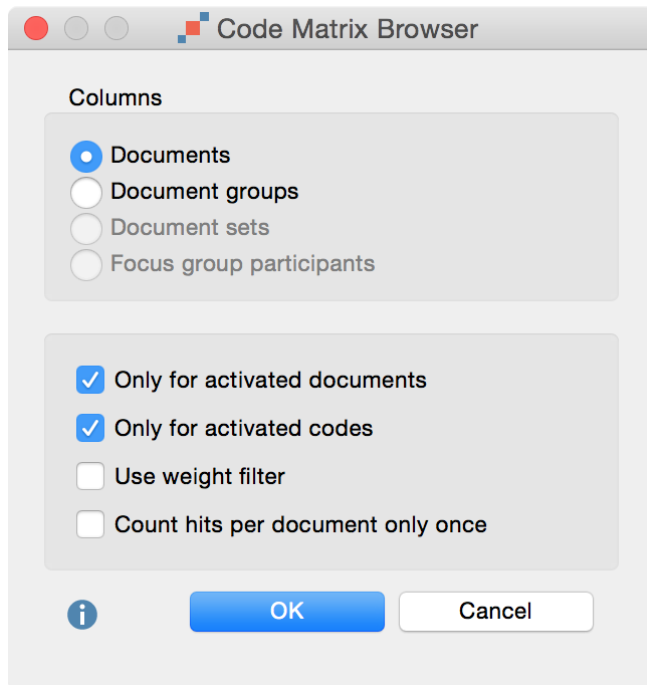 Code Matrix Browser
Columns
Documents
Document groups
Document sets
Focus group participants
Only for activated documents
Only for activated codes
Use weight filter
Count hits per document only once
OK
Cancel